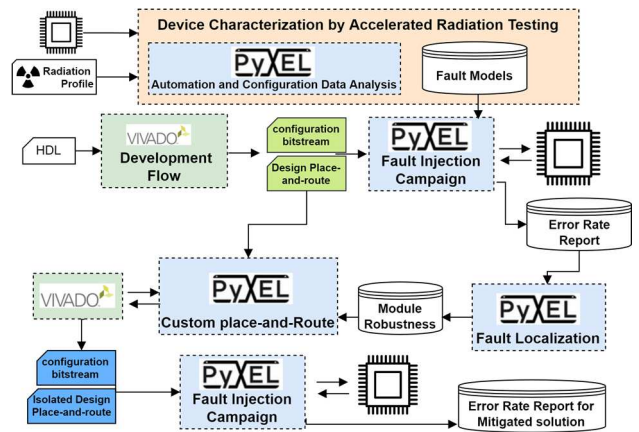 Device Characterization by Accelerated Radiation Testing
Radiation
Profile
PyXEL
Automation and Configuration Data Analysis
Fault Models
HDL
VIVADO
Development
Flow
configuration
bitstream
Design Place-
and-route
PyXEL
Fault Injection
Campaign
Error Rate
Report
VIVADO
PyXEL
Custom place-and-Route
Module
Robustness
PyXEL
Fault Localization
configuration
bitstream
Isolated Design
Place-and-route
PyXEL
Fault Injection
Campaign
Error Rate Report for
Mitigated solution